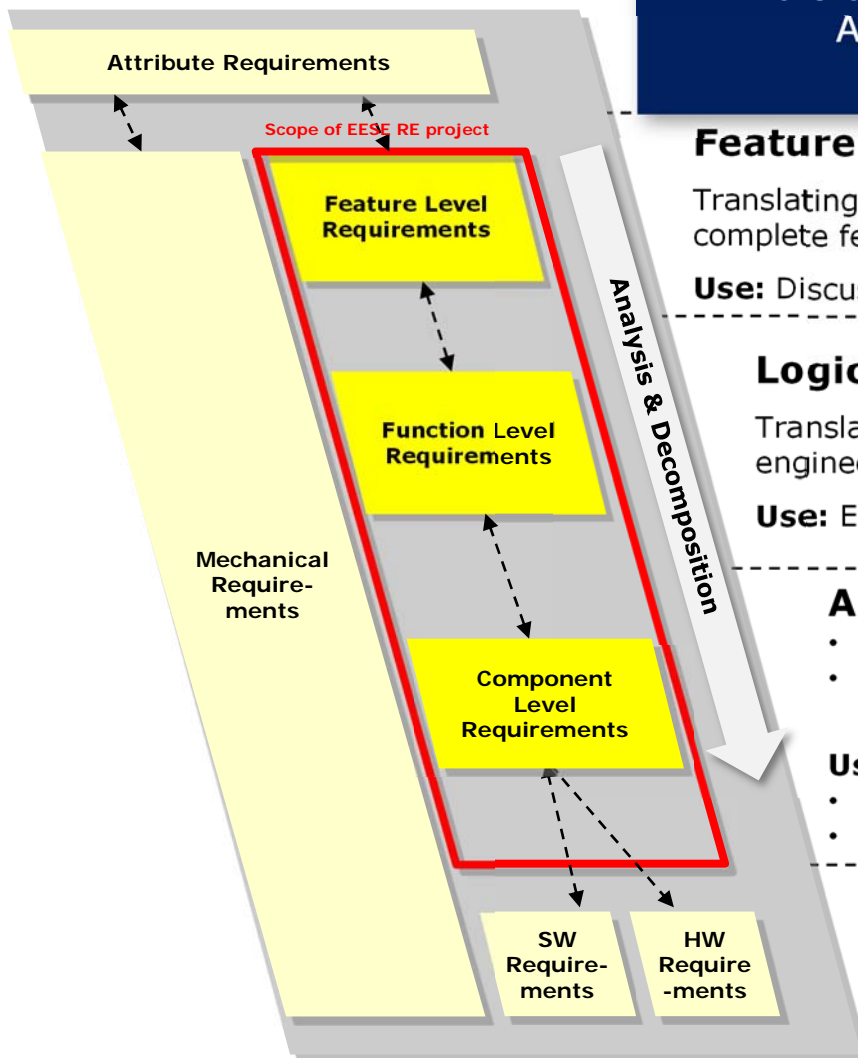 A
Attribute Requirements
Scope of EESE RE project
Feature Level
Requirements
Function Level
Requirements
Component
Level
Requirements
Mechanical
Require-
ments
SW
Require-
ments
HW
Require
-ments
Analysis & Decomposition
Feature
Translating
complete fe
Use: Discus
Logic
Transla
engine
Use: E
A
•
•
Us
•
•